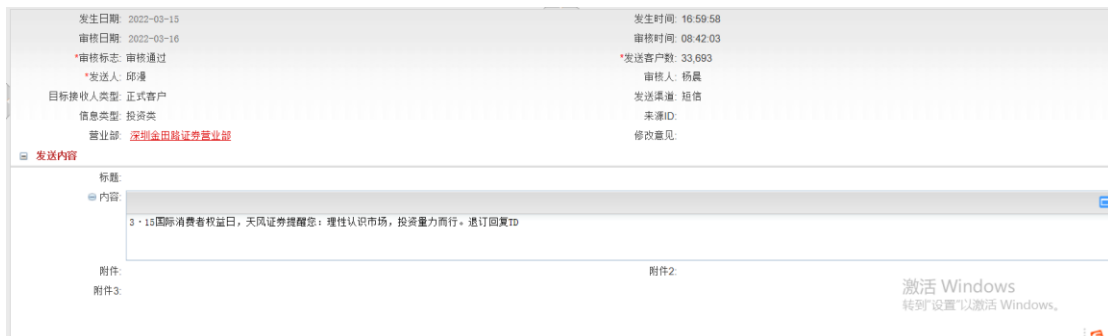 发生日期: 2022-03-15 发生时间: 16:59:58
审核日期: 2022-03-16 审核时间: 08:42:03
*审核标志: 审核通过 *发送客户数: 33,693
*发送人: 邱漫 审核人: 杨晨
目标接收人类型: 正式客户 发送渠道: 短信
信息类型: 投资类 来源ID:
营业部: 深圳金田路证券营业部 修改意见:
发送内容
标题:
内容:
3·15国际消费者权益日，天风证券提醒您：理性认识市场，投资量力而行。退订回复TD
附件: 附件2:
附件3:
激活 Windows
转到"设置"以激活 Windows。